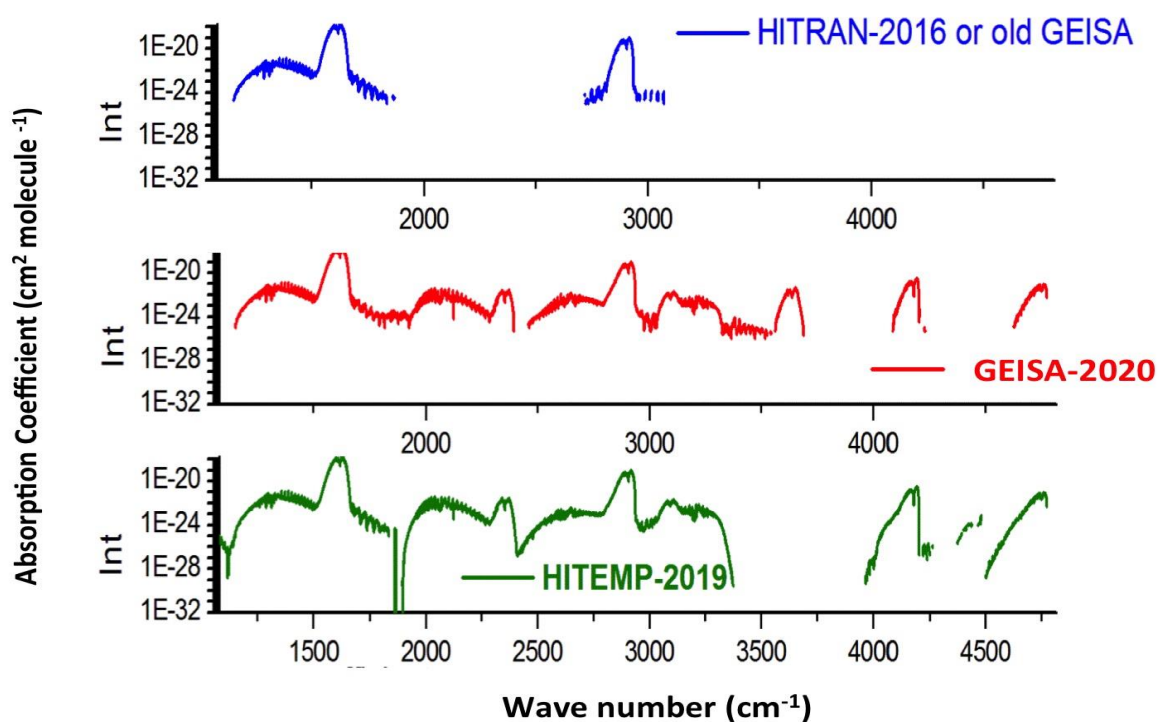 Absorption Coefficient (cm² molecule ⁻¹)
Int
1E-20
1E-24
1E-28
1E-32
HITRAN-2016 or old GEISA
2000
3000
4000
Int
1E-20
1E-24
1E-28
1E-32
GEISA-2020
2000
3000
4000
Int
1E-20
1E-24
1E-28
1E-32
HITEMP-2019
1500
2000
2500
3000
3500
4000
4500
Wave number (cm⁻¹)